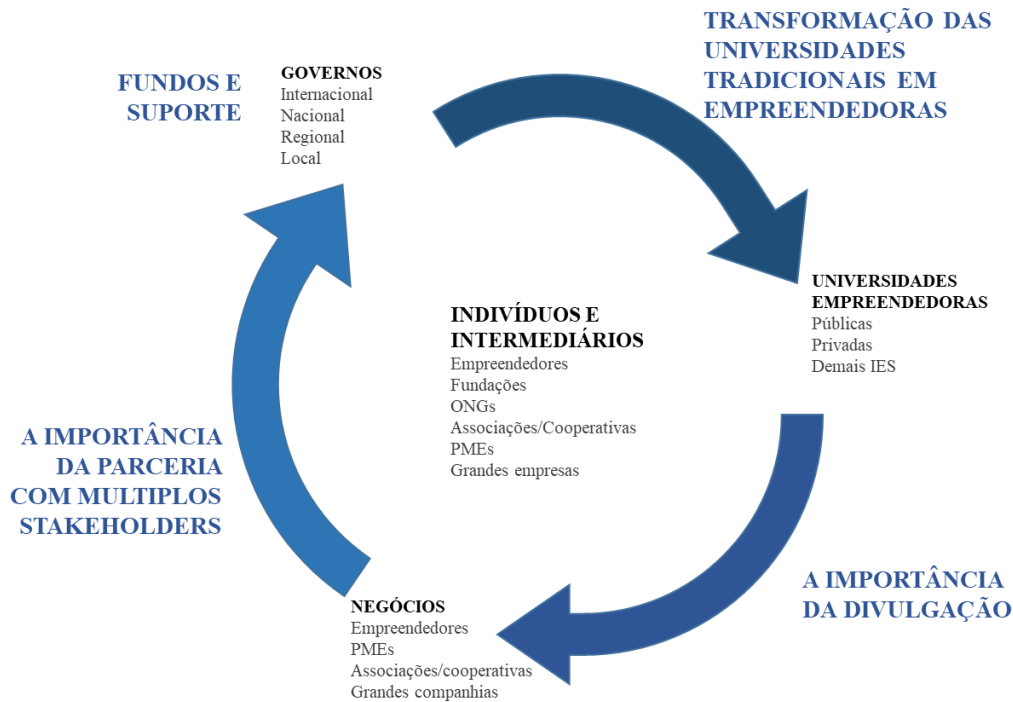 FUNDOS E
SUPORTE
GOVERNOS
Internacional
Nacional
Regional
Local
TRANSFORMAÇÃO DAS
UNIVERSIDADES
TRADICIONAIS EM
EMPREENDEDORAS
UNIVERSIDADES
EMPREENDEDORAS
Públicas
Privadas
Demais IES
INDIVÍDUOS E
INTERMEDIÁRIOS
Empreendedores
Fundações
ONGs
Associações/Cooperativas
PMEs
Grandes empresas
A IMPORTÂNCIA
DA PARCERIA
COM MULTIPLOS
STAKEHOLDERS
A IMPORTÂNCIA
DA DIVULGAÇÃO
NEGÓCIOS
Empreendedores
PMEs
Associações/cooperativas
Grandes companhias